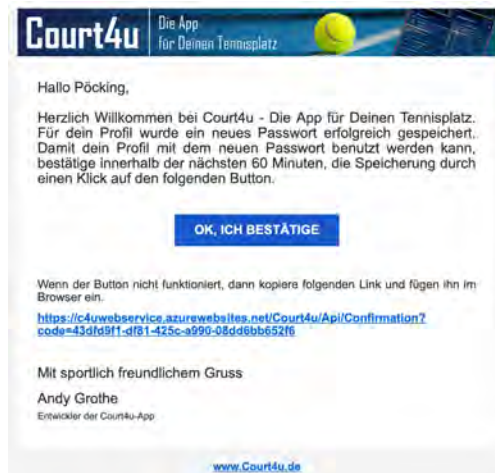 Court4u
Die App
für Deinen Tennisplatz
Hallo Pöcking,
Herzlich Willkommen bei Court4u - Die App für Deinen Tennisplatz.
Für dein Profil wurde ein neues Passwort erfolgreich gespeichert.
Damit dein Profil mit dem neuen Passwort benutzt werden kann,
bestätige innerhalb der nächsten 60 Minuten, die Speicherung durch
einen Klick auf den folgenden Button.
OK, ICH BESTÄTIGE
Wenn der Button nicht funktioniert, dann kopiere folgenden Link und fügen ihn im
Browser ein.
https://c4uwebservice.azurewebsites.net/Court4u/Api/Confirmation?
code=43dfd9f1-df81-425c-a990-08dd6bb652f6
Mit sportlich freundlichem Gruss
Andy Grothe
Entwickler der Court4u-App
www.Court4u.de